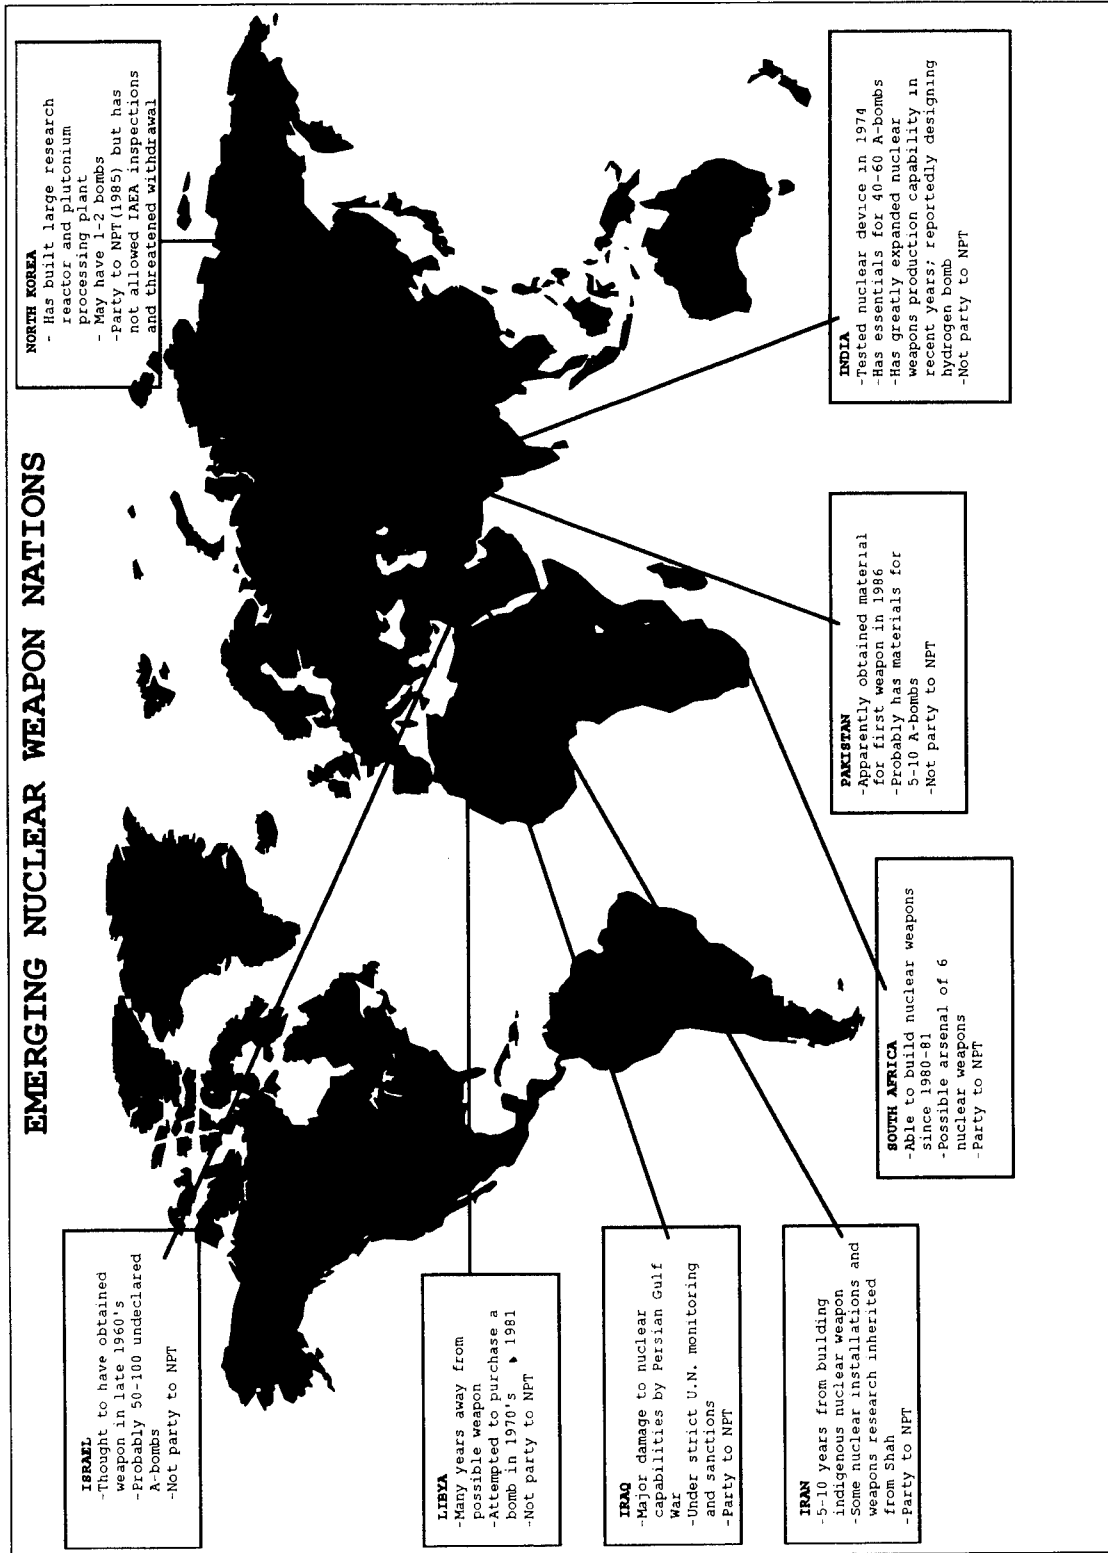 EMERGING NUCLEAR WEAPON NATIONS
ISRAEL
-Thought to have obtained
weapon in late 1960's
-Probably 50-100 undeclared
A-bombs
-Not party to NPT
LIBYA
-Many years away from
possible weapon
-Attempted to purchase a
bomb in 1970's ▸ 1981
-Not party to NPT
IRAQ
-Major damage to nuclear
capabilities by Persian Gulf
War
-Under strict U.N. monitoring
and sanctions
-Party to NPT
IRAN
-5-10 years from building
indigenous nuclear weapon
-Some nuclear installations and
weapons research inherited
from Shah
-Party to NPT
SOUTH AFRICA
-Able to build nuclear weapons
since 1980-81
-Possible arsenal of 6
nuclear weapons
-Party to NPT
PAKISTAN
-Apparently obtained material
for first weapon in 1986
-Probably has materials for
5-10 A-bombs
-Not party to NPT
INDIA
-Tested nuclear device in 1974
-Has essentials for 40-60 A-bombs
-Has greatly expanded nuclear
weapons production capability in
recent years; reportedly designing
hydrogen bomb
-Not party to NPT
NORTH KOREA
- Has built large research
reactor and plutonium
processing plant
- May have 1-2 bombs
-Party to NPT(1985) but has
not allowed IAEA inspections
and threatened withdrawal